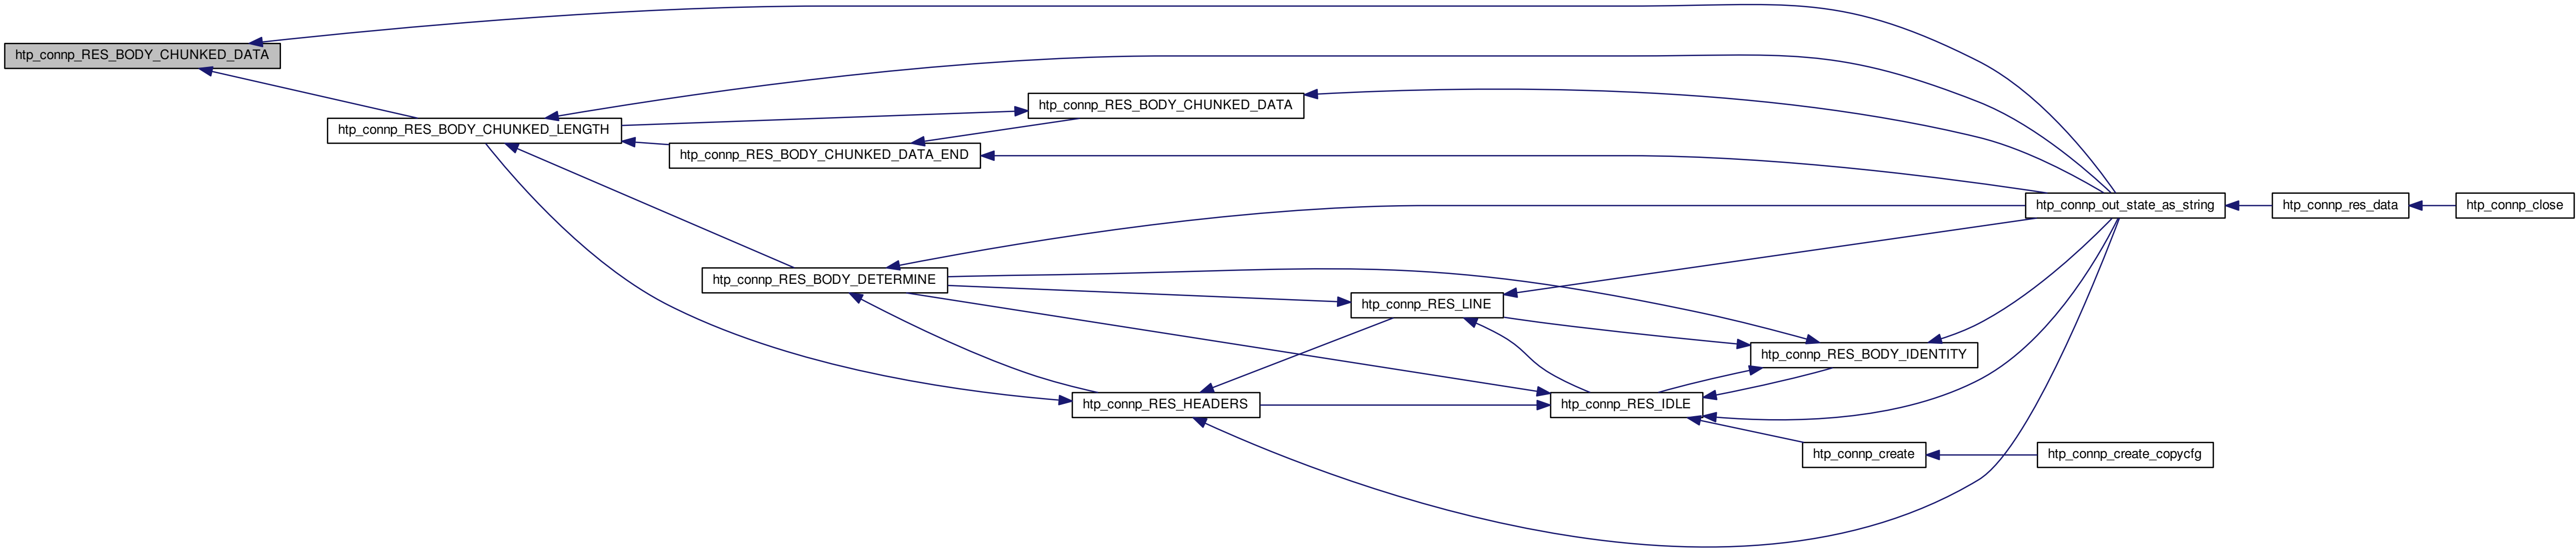 htp_connp_RES_BODY_CHUNKED_DATA
htp_connp_RES_BODY_CHUNKED_DATA
htp_connp_RES_BODY_CHUNKED_LENGTH
htp_connp_RES_BODY_CHUNKED_DATA_END
htp_connp_out_state_as_string
htp_connp_res_data
htp_connp_close
htp_connp_RES_BODY_DETERMINE
htp_connp_RES_LINE
htp_connp_RES_BODY_IDENTITY
htp_connp_RES_HEADERS
htp_connp_RES_IDLE
htp_connp_create
htp_connp_create_copycfg